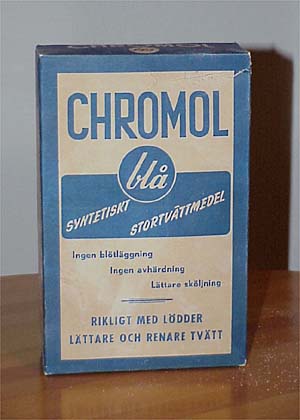 CHROMOL
blå
SYNTETISKT STORTVÄTTMEDEL
Ingen blötläggning
Ingen avhärdning
Lättare sköljning
RIKLIGT MED LÖDDER
LÄTTARE OCH RENARE TVÄTT